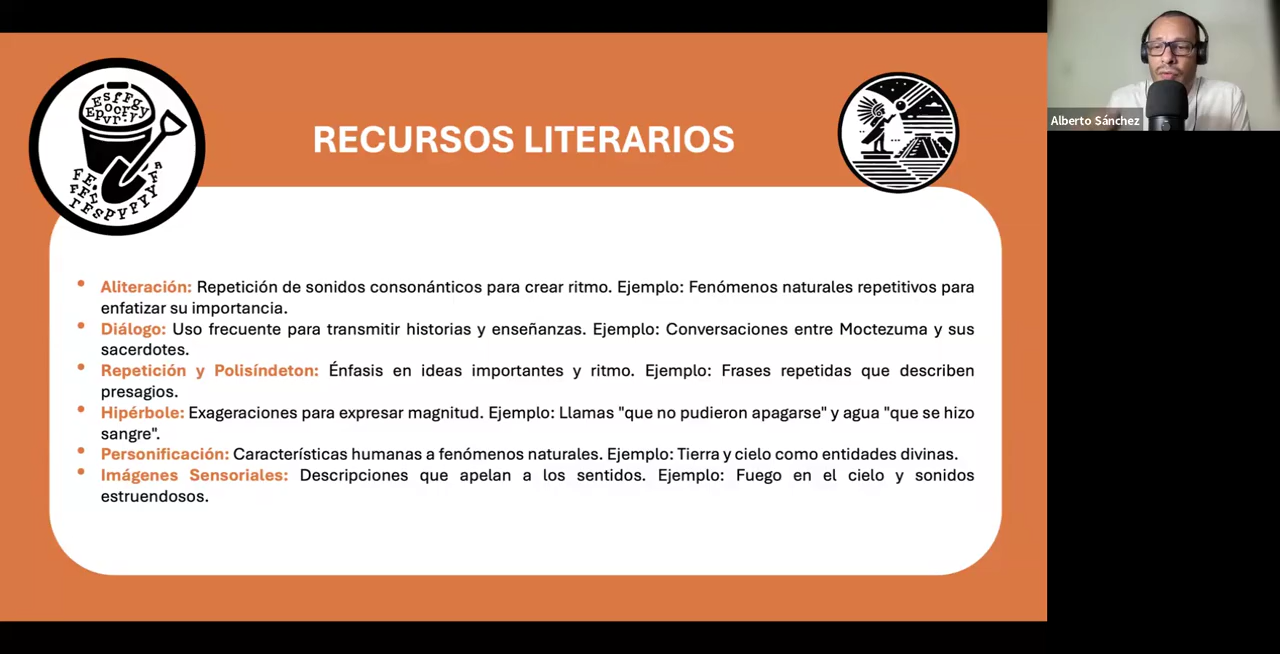 RECURSOS LITERARIOS
Alberto Sánchez
• Aliteración: Repetición de sonidos consonánticos para crear ritmo. Ejemplo: Fenómenos naturales repetitivos para
enfatizar su importancia.
• Diálogo: Uso frecuente para transmitir historias y enseñanzas. Ejemplo: Conversaciones entre Moctezuma y sus
sacerdotes.
• Repetición y Polisíndeton: Énfasis en ideas importantes y ritmo. Ejemplo: Frases repetidas que describen
presagios.
• Hipérbole: Exageraciones para expresar magnitud. Ejemplo: Llamas "que no pudieron apagarse" y agua "que se hizo
sangre".
• Personificación: Características humanas a fenómenos naturales. Ejemplo: Tierra y cielo como entidades divinas.
• Imágenes Sensoriales: Descripciones que apelan a los sentidos. Ejemplo: Fuego en el cielo y sonidos
estruendosos.